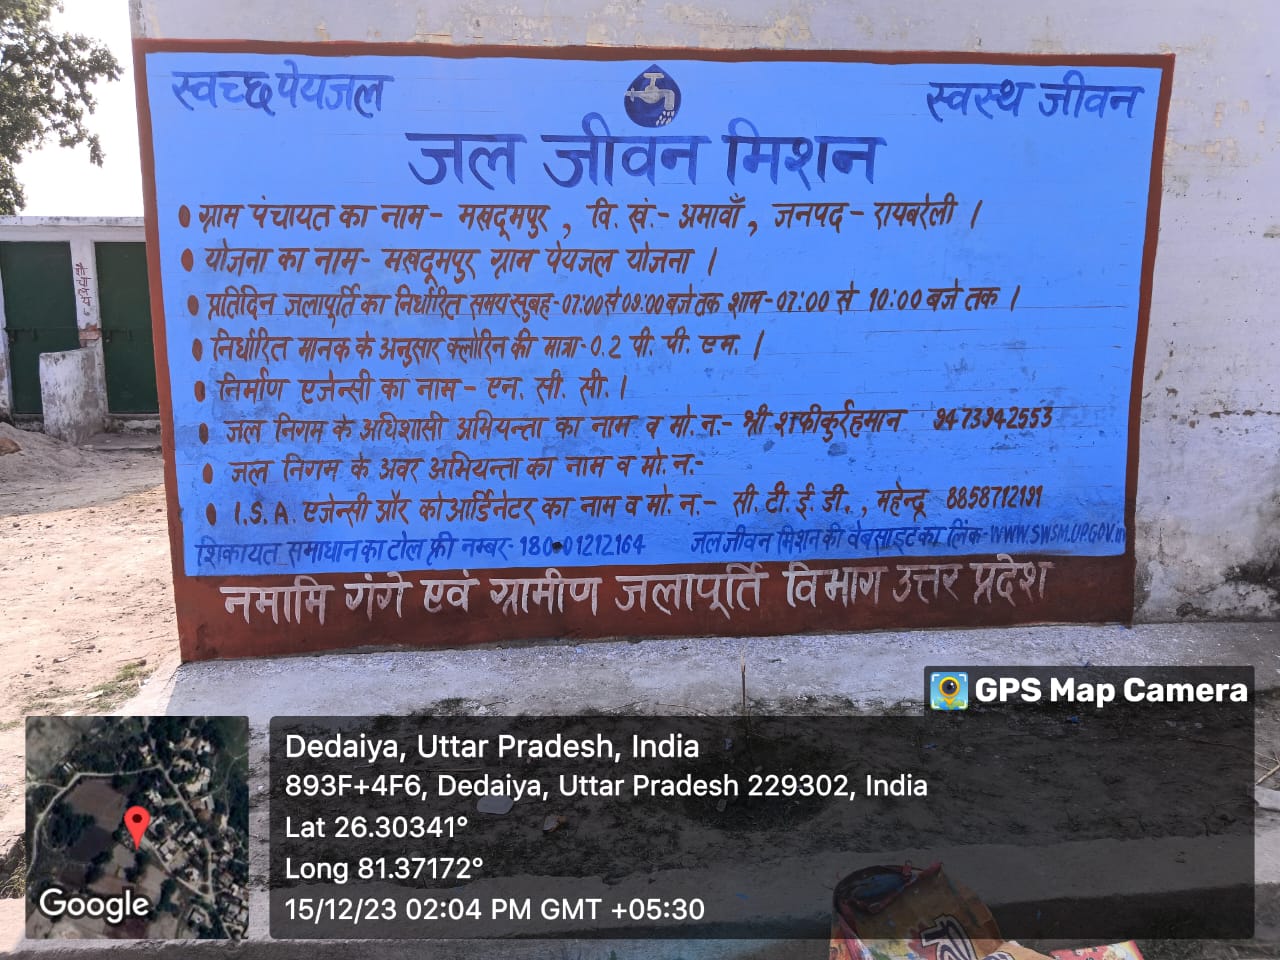 स्वच्छ पेयजल
स्वस्थ जीवन
जल जीवन मिशन
• ग्राम पंचायत का नाम - मखदूमपुर , वि. खं.- अमावाँ , जनपद - रायबरेली ।
• योजना का नाम - मखदूमपुर ग्राम पेयजल योजना ।
• प्रतिदिन जलापूर्ति का निर्धारित समय सुबह - 07:00 से 09:00 बजे तक शाम - 07:00 से 10:00 बजे तक ।
• निर्धारित मानक के अनुसार क्लोरिन की मात्रा - 0.2 पी. पी. एम. ।
• निर्माण एजेन्सी का नाम - एन. सी. सी. ।
• जल निगम के अधिशासी अभियन्ता का नाम व मो. न.- श्री शफीकुर्रहमान 9473942553
• जल निगम के अवर अभियन्ता का नाम व मो. न.-
• I.S.A. एजेन्सी और कोआर्डिनेटर का नाम व मो. न.- सी. टी. ई. डी. , महेन्द्र 8858712191
शिकायत समाधान का टोल फ्री नम्बर - 180 01212164 जल जीवन मिशन की वेबसाइट का लिंक - WWW.SWSM.UP.GOV.in
नमामि गंगे एवं ग्रामीण जलापूर्ति विभाग उत्तर प्रदेश
GPS Map Camera
Dedaiya, Uttar Pradesh, India
893F+4F6, Dedaiya, Uttar Pradesh 229302, India
Lat 26.30341°
Long 81.37172°
15/12/23 02:04 PM GMT +05:30
Google